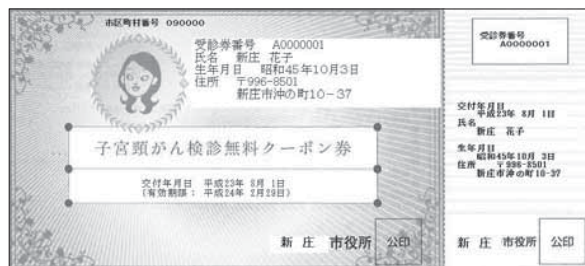 市区町村番号 090000
受診券番号 A0000001
氏名 新庄 花子
生年月日 昭和45年10月3日
住所 〒996-8501
新庄市沖の町10-37
子宮頸がん検診無料クーポン券
交付年月日 平成23年 8月 1日
(有効期限: 平成24年 2月29日)
新 庄 市役所 公印
受診券番号
A0000001
交付年月日
平成23年 8月 1日
氏名
新庄 花子
生年月日
昭和45年10月 3日
住所 〒996-8501
新庄市沖の町10-37
新 庄 市役所 公印